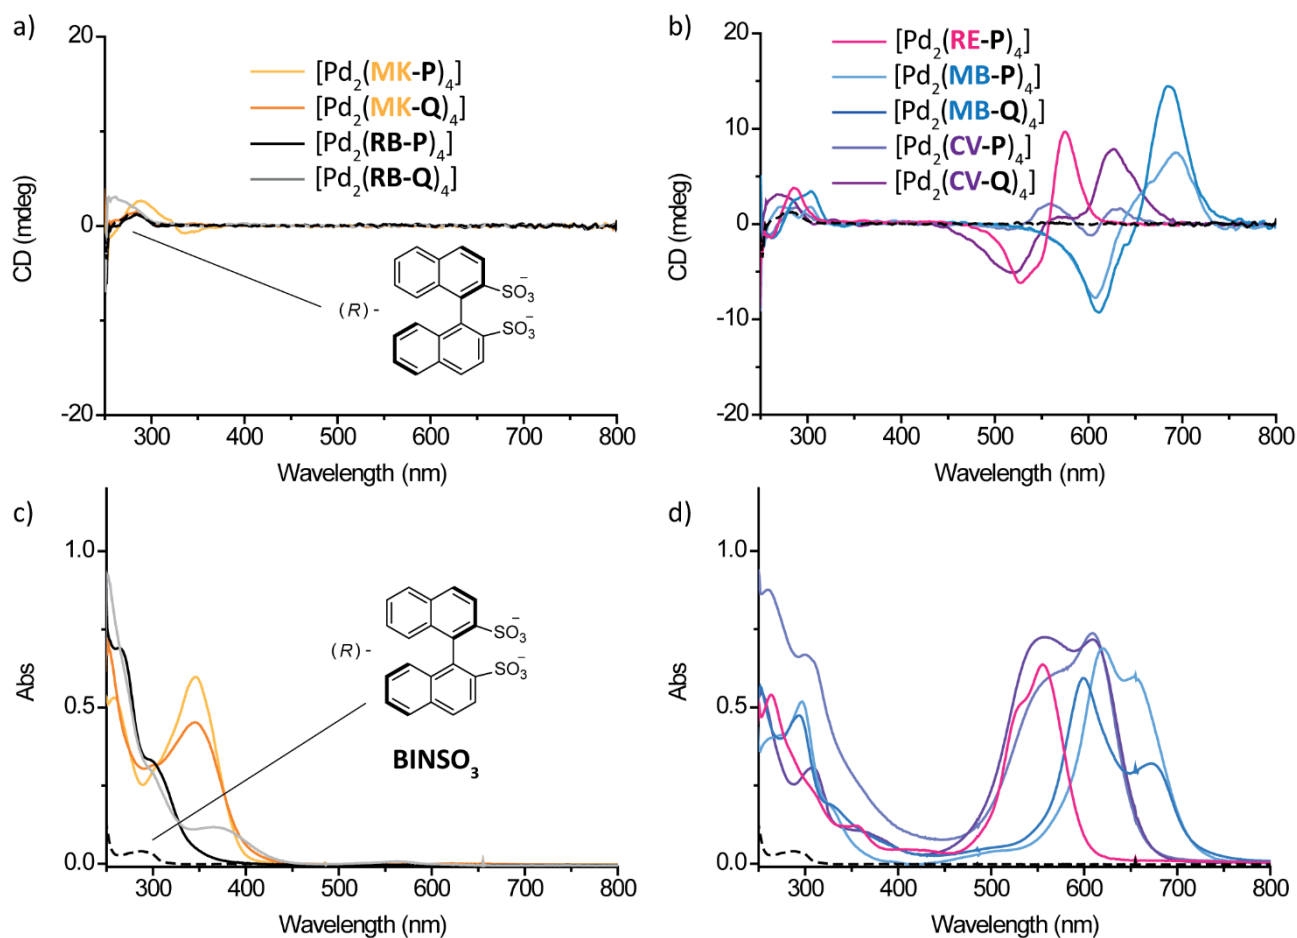 a)
20
10
0
-10
-20
CD (mdeg)
[Pd2(MK-P)4]
[Pd2(MK-Q)4]
[Pd2(RB-P)4]
[Pd2(RB-Q)4]
(R)-
SO3−
SO3−
300 400 500 600 700 800
Wavelength (nm)
b)
20
10
0
-10
-20
CD (mdeg)
[Pd2(RE-P)4]
[Pd2(MB-P)4]
[Pd2(MB-Q)4]
[Pd2(CV-P)4]
[Pd2(CV-Q)4]
300 400 500 600 700 800
Wavelength (nm)
c)
1.0
0.5
0.0
Abs
(R)-
SO3−
SO3−
BINSO3
300 400 500 600 700 800
Wavelength (nm)
d)
1.0
0.5
0.0
Abs
300 400 500 600 700 800
Wavelength (nm)